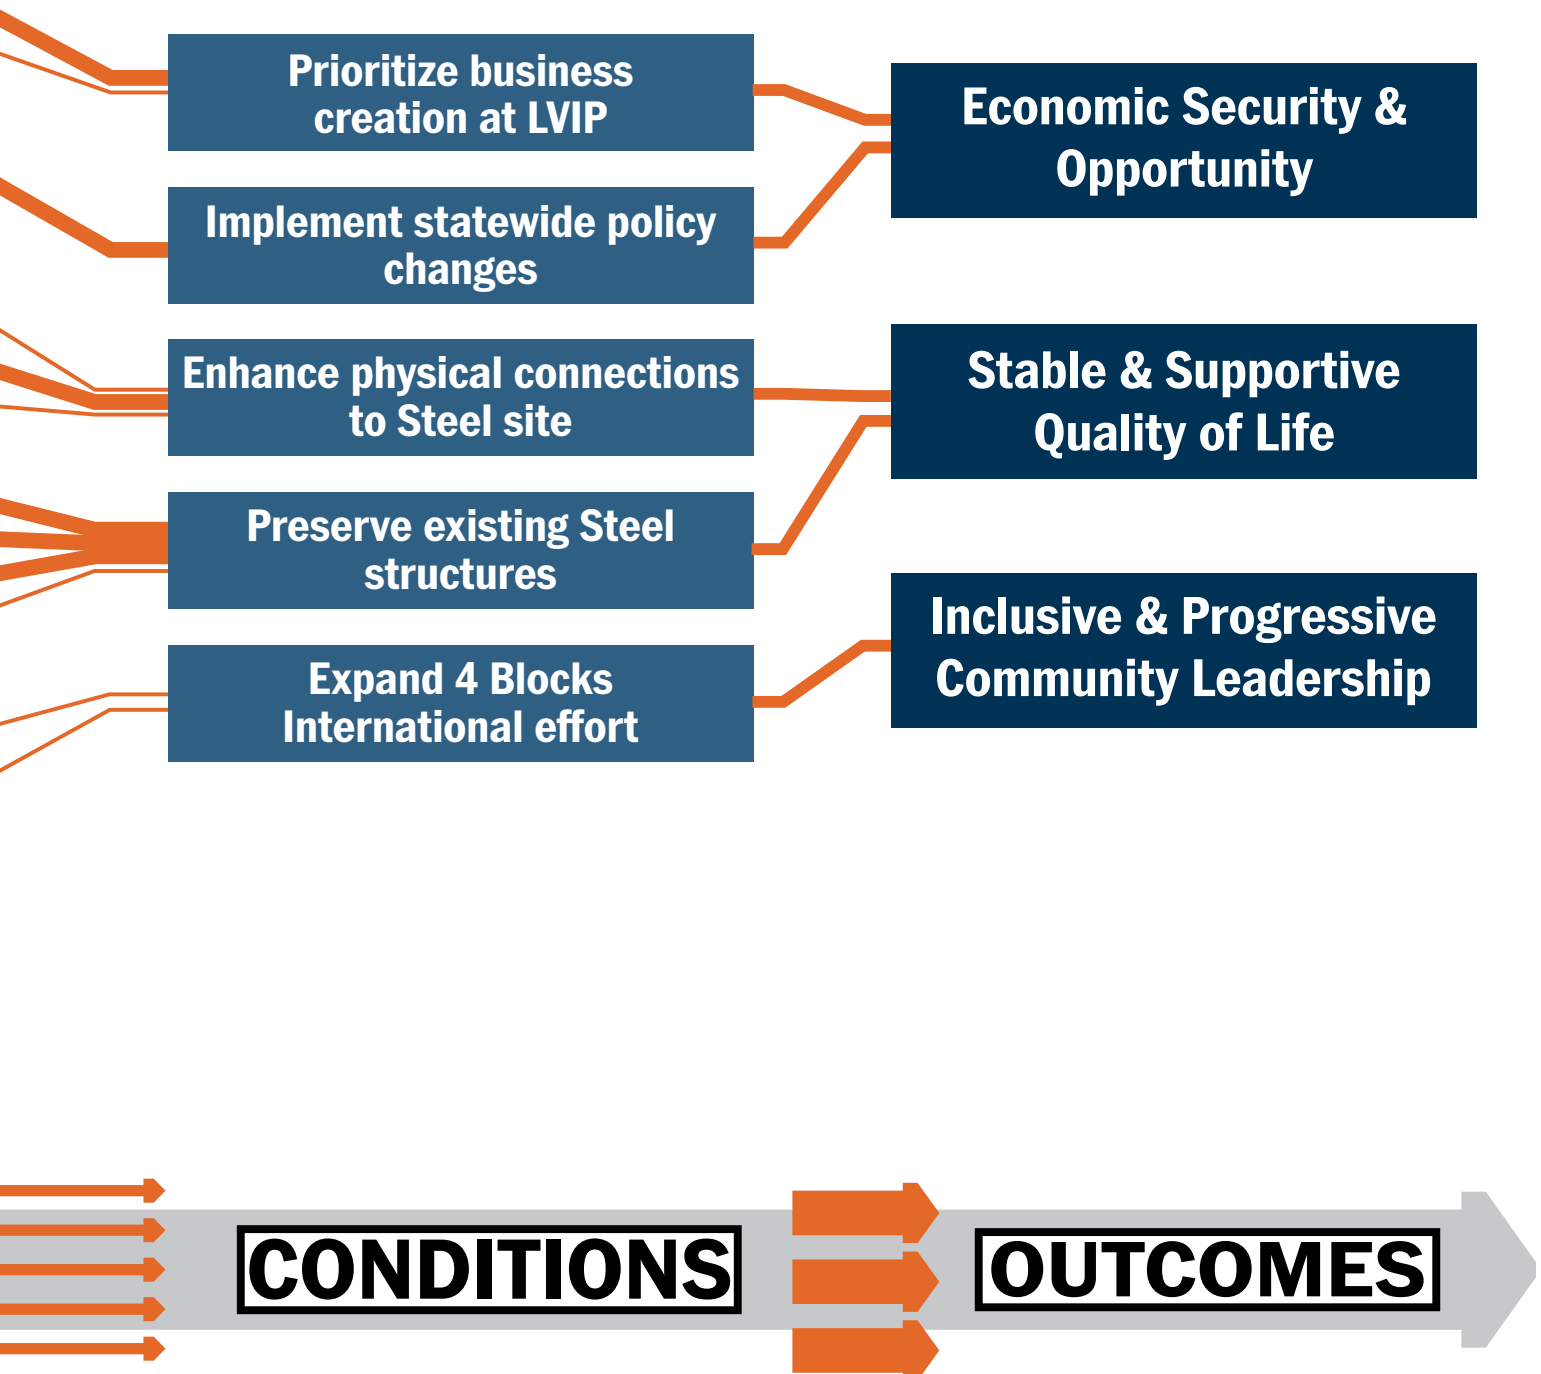 Prioritize business
creation at LVIP
Implement statewide policy
changes
Enhance physical connections
to Steel site
Preserve existing Steel
structures
Expand 4 Blocks
International effort
Economic Security &
Opportunity
Stable & Supportive
Quality of Life
Inclusive & Progressive
Community Leadership
CONDITIONS
OUTCOMES